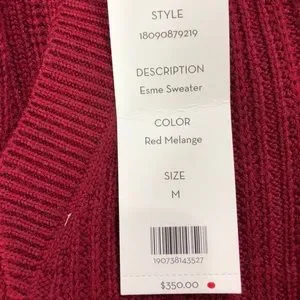 STYLE
18090879219
DESCRIPTION
Esme Sweater
COLOR
Red Melange
SIZE
M
190738143527
$350.00